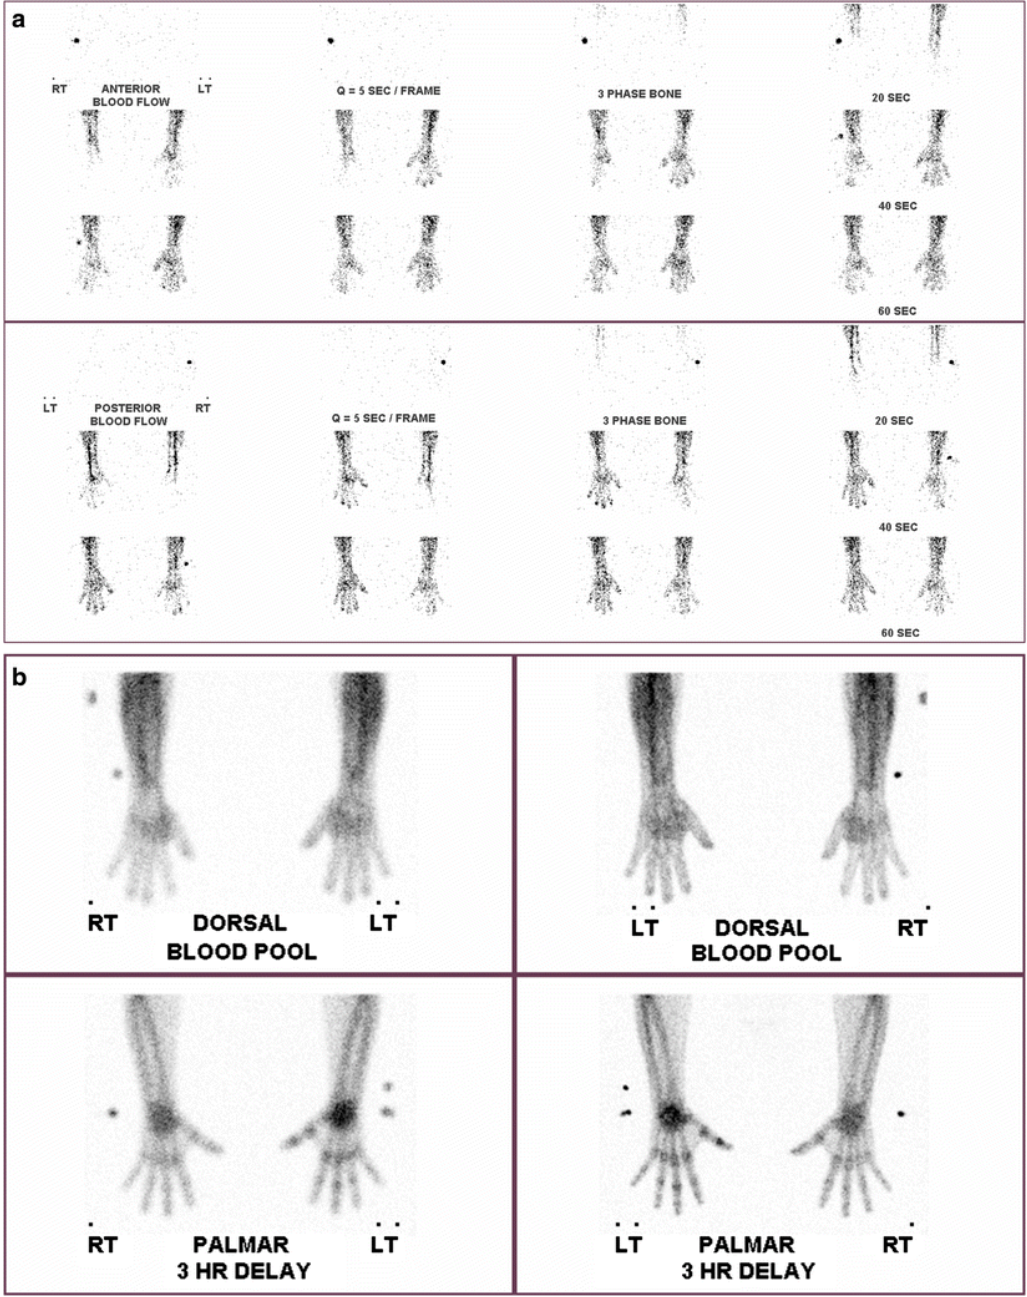 a
RT ANTERIOR LT Q = 5 SEC / FRAME 3 PHASE BONE 20 SEC
BLOOD FLOW
40 SEC
60 SEC
LT POSTERIOR RT Q = 5 SEC / FRAME 3 PHASE BONE 20 SEC
BLOOD FLOW
40 SEC
60 SEC
b
RT DORSAL LT
BLOOD POOL
LT DORSAL RT
BLOOD POOL
RT PALMAR LT
3 HR DELAY
LT PALMAR RT
3 HR DELAY